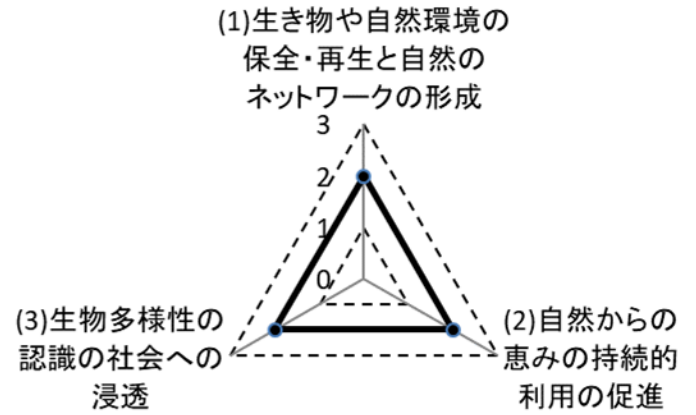 (1)生き物や自然環境の
保全・再生と自然の
ネットワークの形成
3
2
1
0
(3)生物多様性の
認識の社会への
浸透
(2)自然からの
恵みの持続的
利用の促進